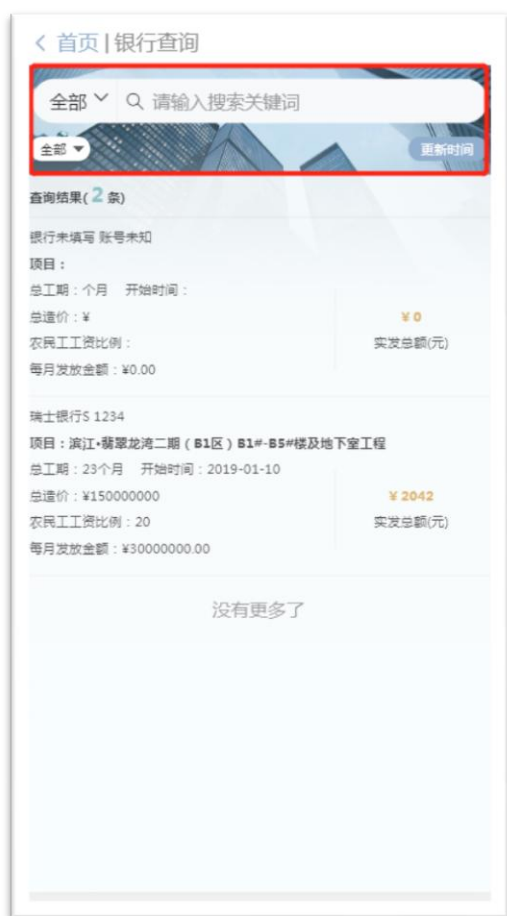 首页|银行查询
全部 请输入搜索关键词
全部 更新时间
查询结果( 2 条)
银行未填写 账号未知
项目：
总工期：个月 开始时间：
总造价：¥
¥ 0
农民工工资比例：
实发总额(元)
每月发放金额：¥0.00
瑞士银行S 1234
项目：滨江•翡翠龙湾二期（B1区）B1#-B5#楼及地下室工程
总工期：23个月 开始时间：2019-01-10
总造价：¥150000000
¥ 2042
农民工工资比例：20
实发总额(元)
每月发放金额：¥30000000.00
没有更多了